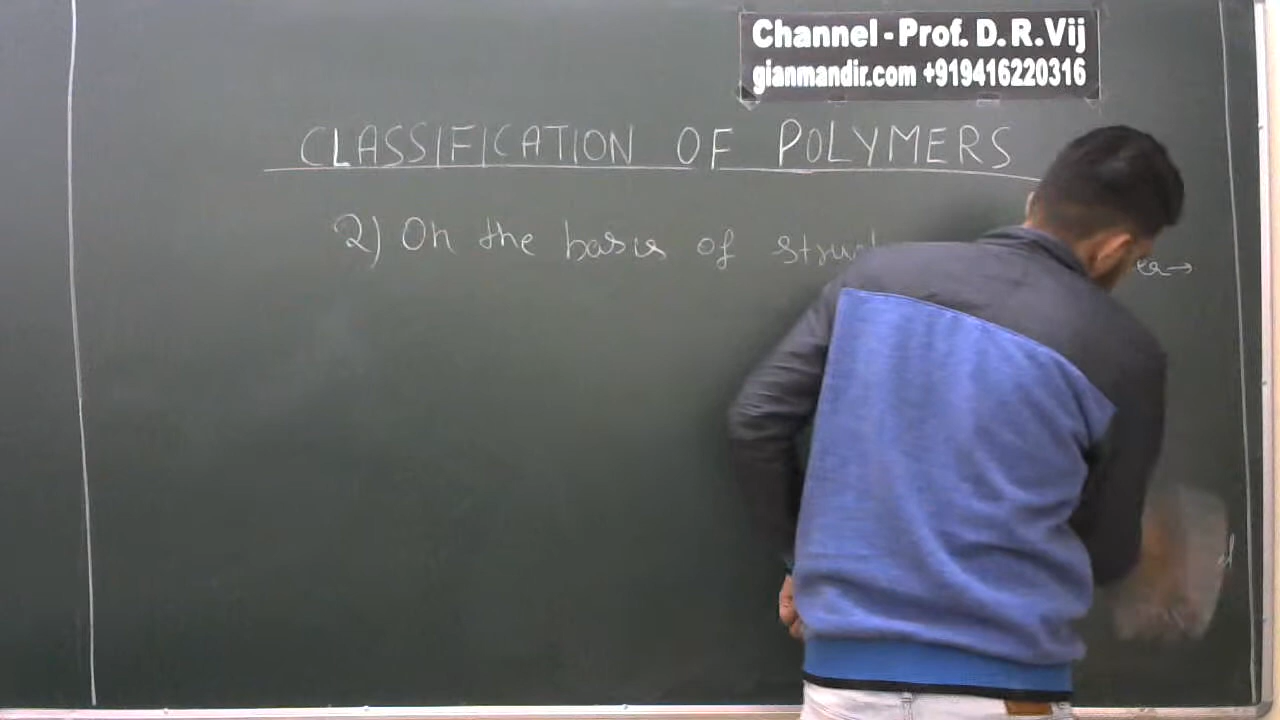 Channel - Prof. D. R. Vij
gianmandir.com +919416220316
CLASSIFICATION OF POLYMERS
2) On the basis of